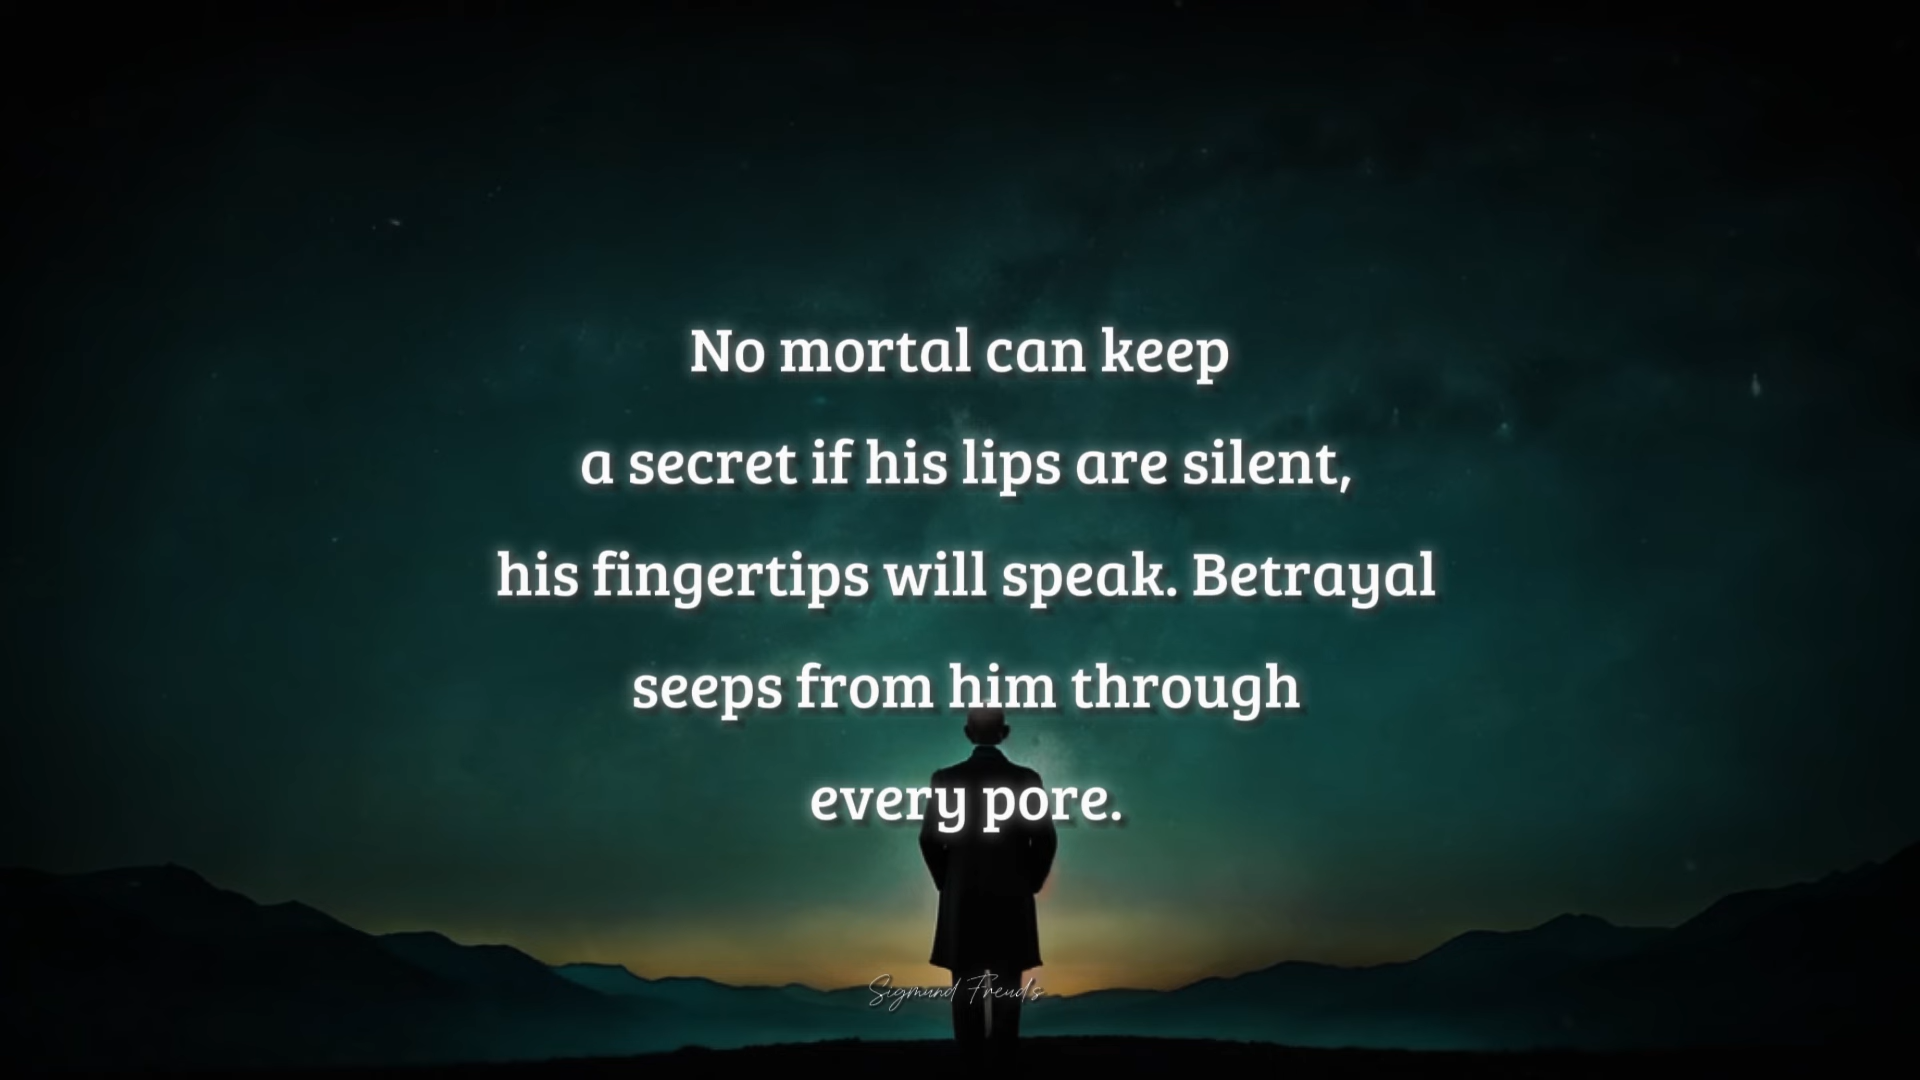 No mortal can keep
a secret if his lips are silent,
his fingertips will speak. Betrayal
seeps from him through
every pore.
Sigmund Freud's